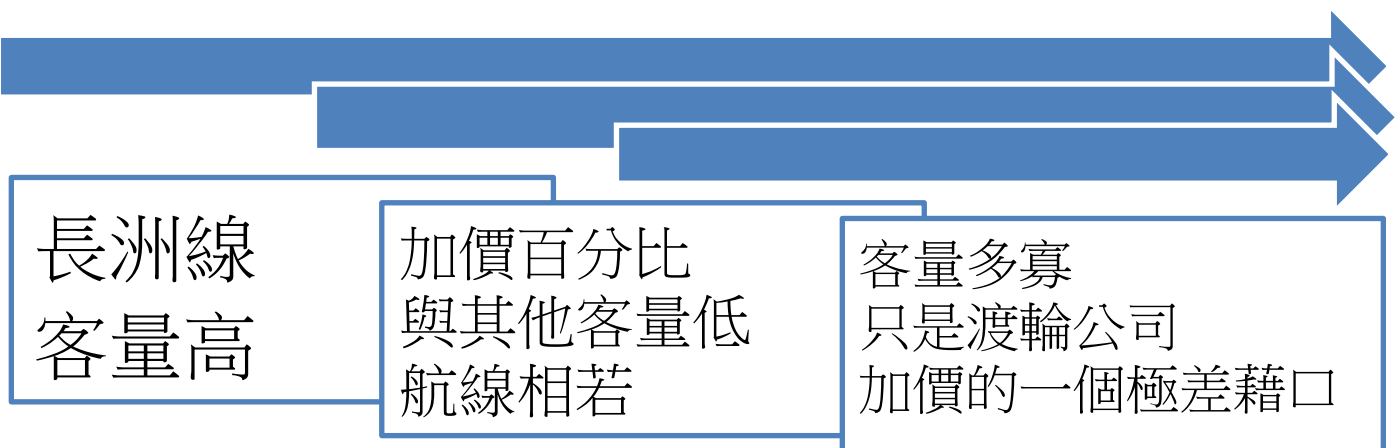 長洲線
客量高
加價百分比
與其他客量低
航線相若
客量多寡
只是渡輪公司
加價的一個極差藉口